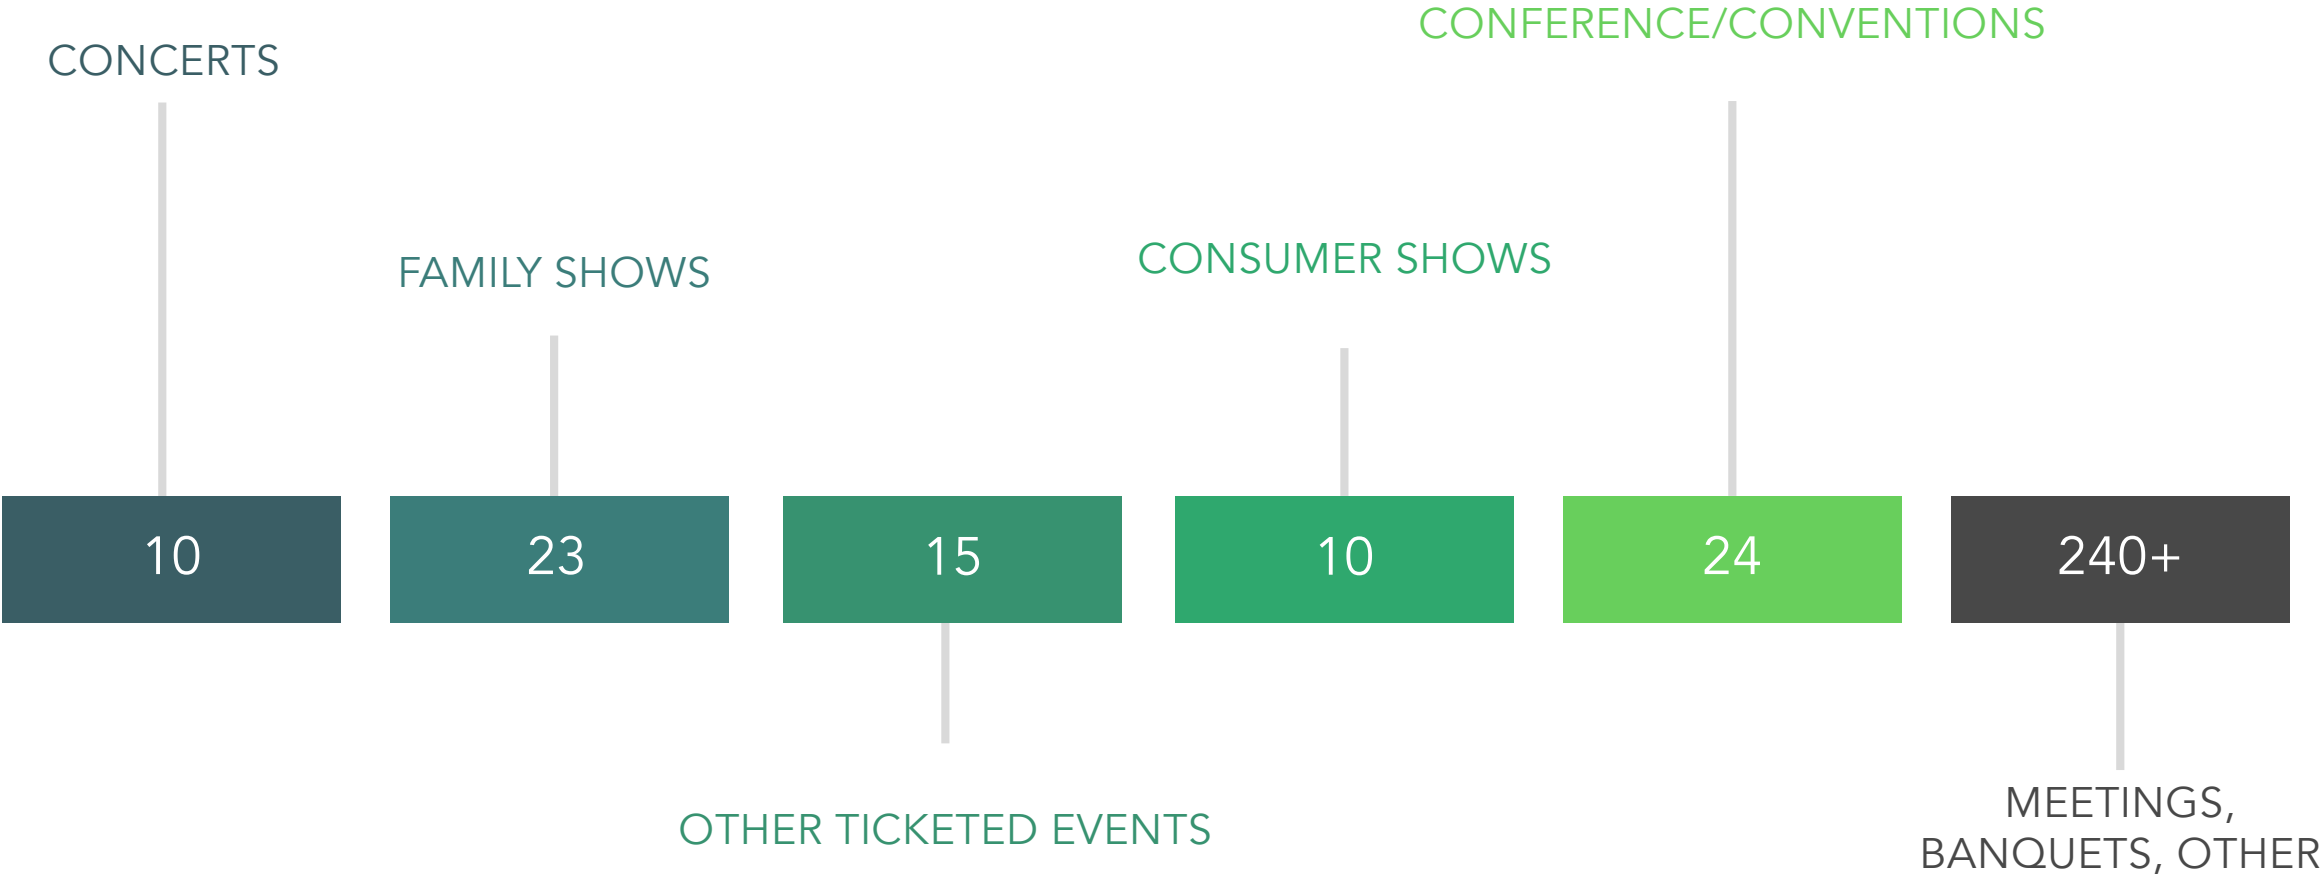 CONFERENCE/CONVENTIONS
CONCERTS
CONSUMER SHOWS
FAMILY SHOWS
10
23
15
10
24
240+
MEETINGS,
OTHER TICKETED EVENTS
BANQUETS, OTHER